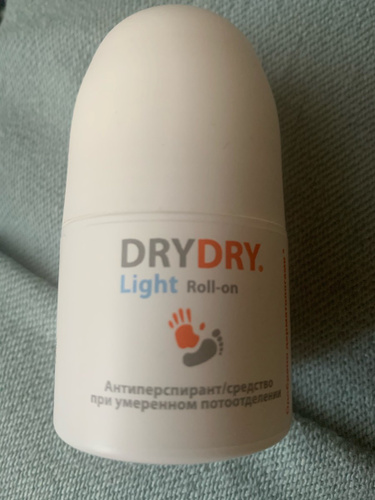 DRYDRY.
Light Roll-on
Антиперспирант/средство
при умеренном потоотделении